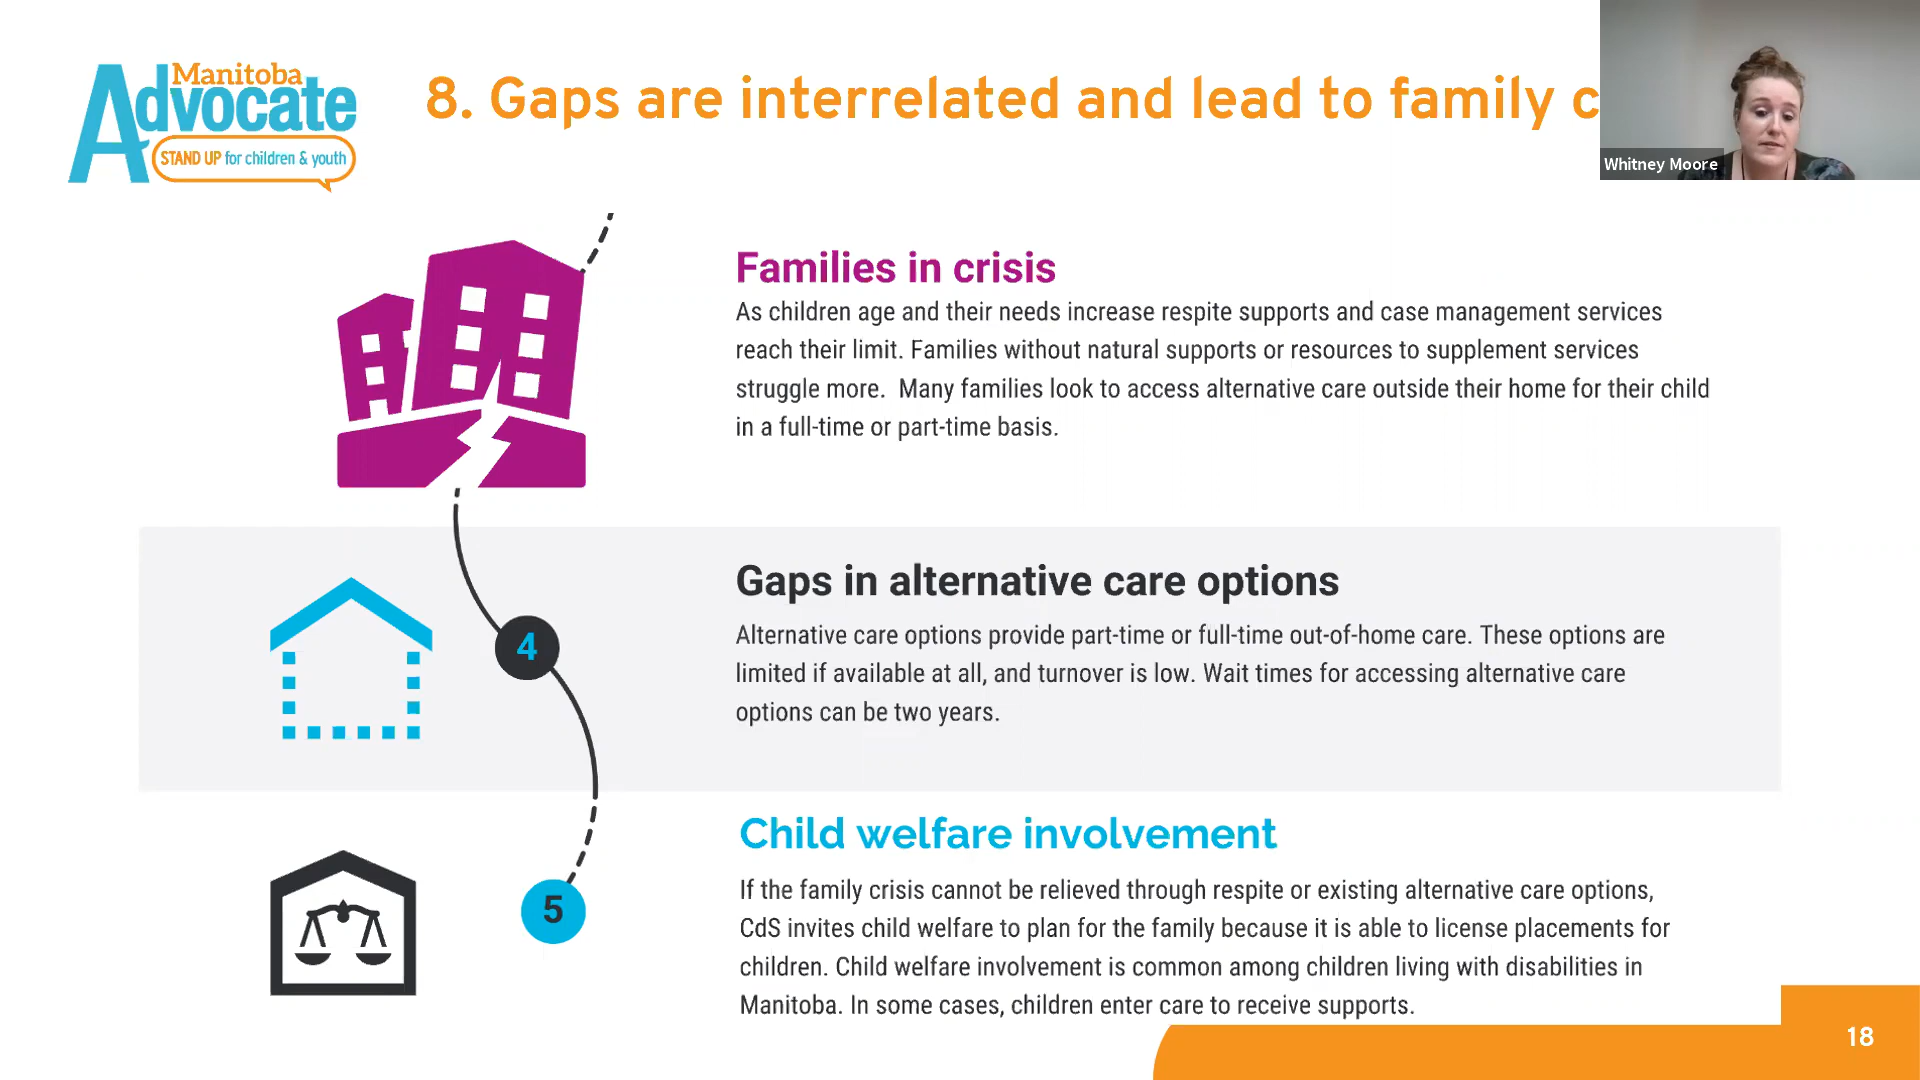 Manitoba
Advocate
STAND UP for children & youth
8. Gaps are interrelated and lead to family c
Whitney Moore
Families in crisis
As children age and their needs increase respite supports and case management services
reach their limit. Families without natural supports or resources to supplement services
struggle more.  Many families look to access alternative care outside their home for their child
in a full-time or part-time basis.
Gaps in alternative care options
4
Alternative care options provide part-time or full-time out-of-home care. These options are
limited if available at all, and turnover is low. Wait times for accessing alternative care
options can be two years.
Child welfare involvement
5
If the family crisis cannot be relieved through respite or existing alternative care options,
CdS invites child welfare to plan for the family because it is able to license placements for
children. Child welfare involvement is common among children living with disabilities in
Manitoba. In some cases, children enter care to receive supports.
18